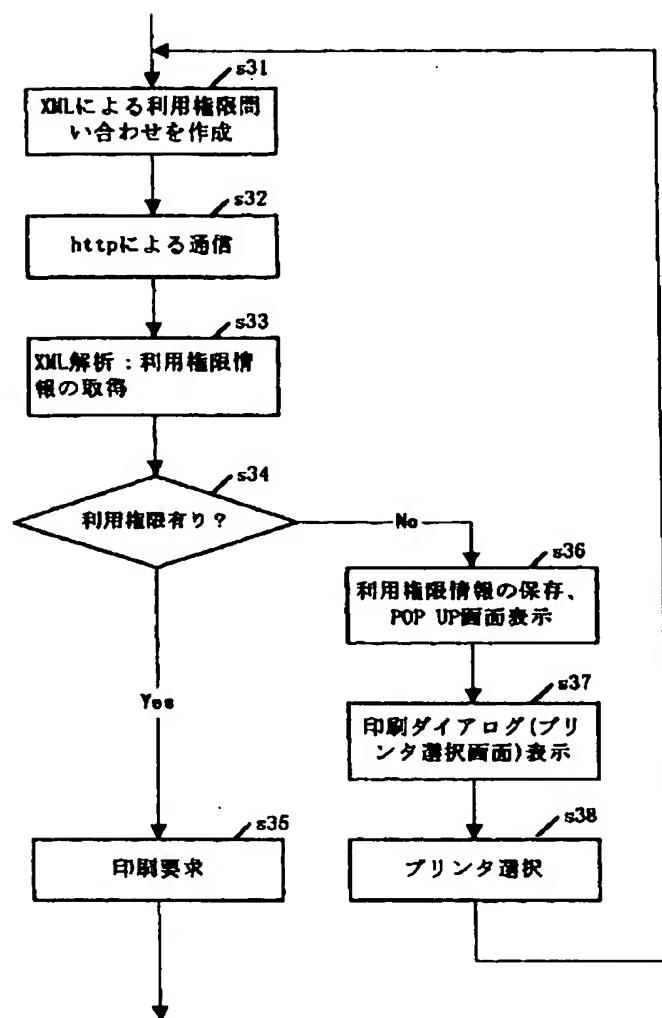 s31
XMLによる利用権限問
い合わせを作成
s32
httpによる通信
s33
XML解析：利用権限情
報の取得
s34
利用権限有り？
No
s36
利用権限情報の保存、
POP UP画面表示
s37
印刷ダイアログ(プリ
ンタ選択画面)表示
Yes
s35
印刷要求
s38
プリンタ選択